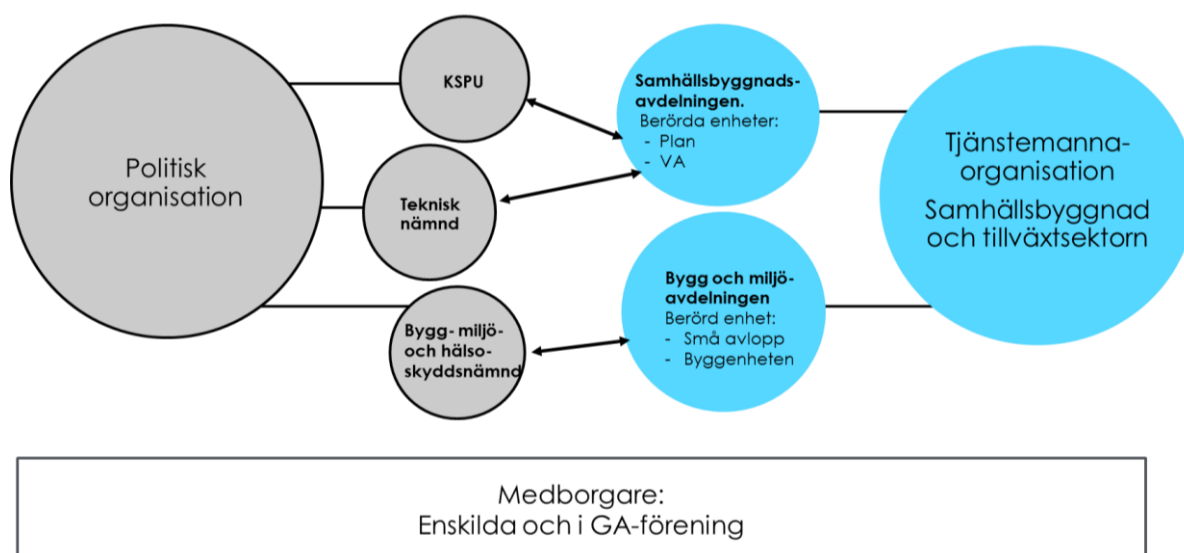 Politisk
organisation
KSPU
Teknisk
nämnd
Bygg- miljö-
och hälso-
skyddsnämnd
Samhällsbyggnads-
avdelningen.
Berörda enheter:
- Plan
- VA
Bygg och miljö-
avdelningen
Berörd enhet:
- Små avlopp
- Byggenheten
Tjänstemanna-
organisation
Samhällsbyggnad
och tillväxtsektorn
Medborgare:
Enskilda och i GA-förening